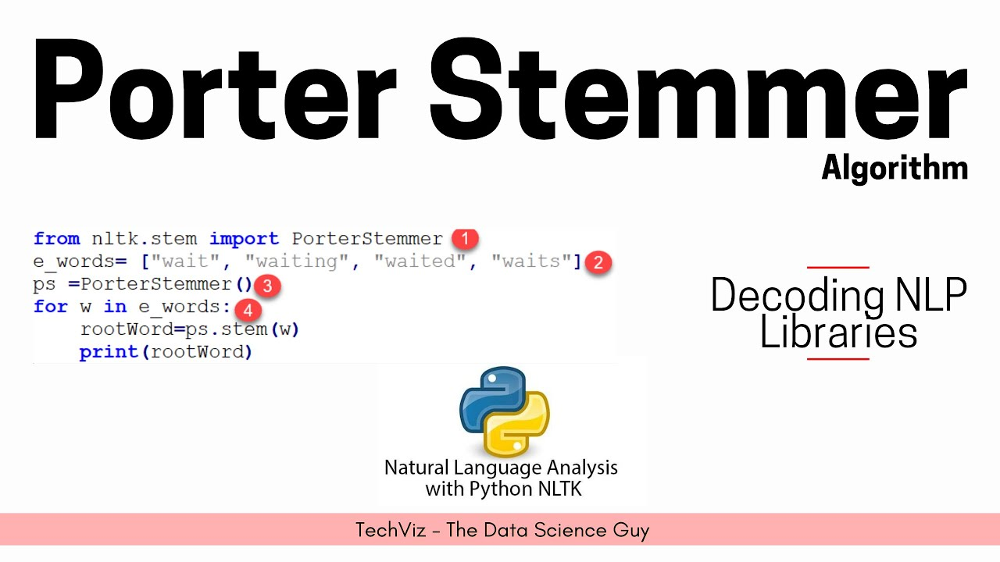 Porter Stemmer
Algorithm
from nltk.stem import PorterStemmer 1
e_words= ["wait", "waiting", "waited", "waits"] 2
ps =PorterStemmer() 3
for w in e_words: 4
    rootWord=ps.stem(w)
    print(rootWord)
Decoding NLP
Libraries
Natural Language Analysis
with Python NLTK
TechViz - The Data Science Guy